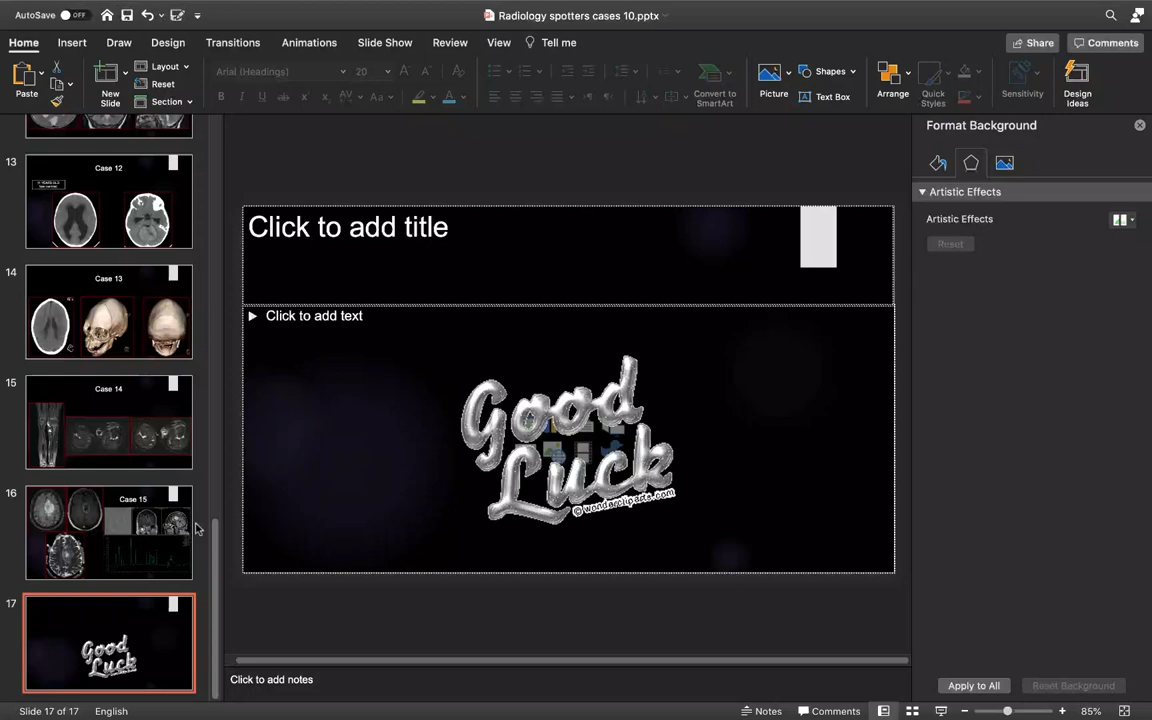 AutoSave OFF
Radiology spotters cases 10.pptx
Home Insert Draw Design Transitions Animations Slide Show Review View Tell me Share Comments
Paste
New Slide
Layout
Reset
Section
Arial (Headings) 20
B I U
Aa
A
Convert to SmartArt
Picture
Shapes
Text Box
Arrange
Quick Styles
Sensitivity
Design Ideas
Format Background
Artistic Effects
Artistic Effects
Reset
13
Case 12
14
Case 13
15
Case 14
16
Case 15
17
Good
Luck
Click to add title
Click to add text
Good
Luck
© wondercliparts.com
Click to add notes
Apply to All Reset Background
Slide 17 of 17 English Notes Comments 85%